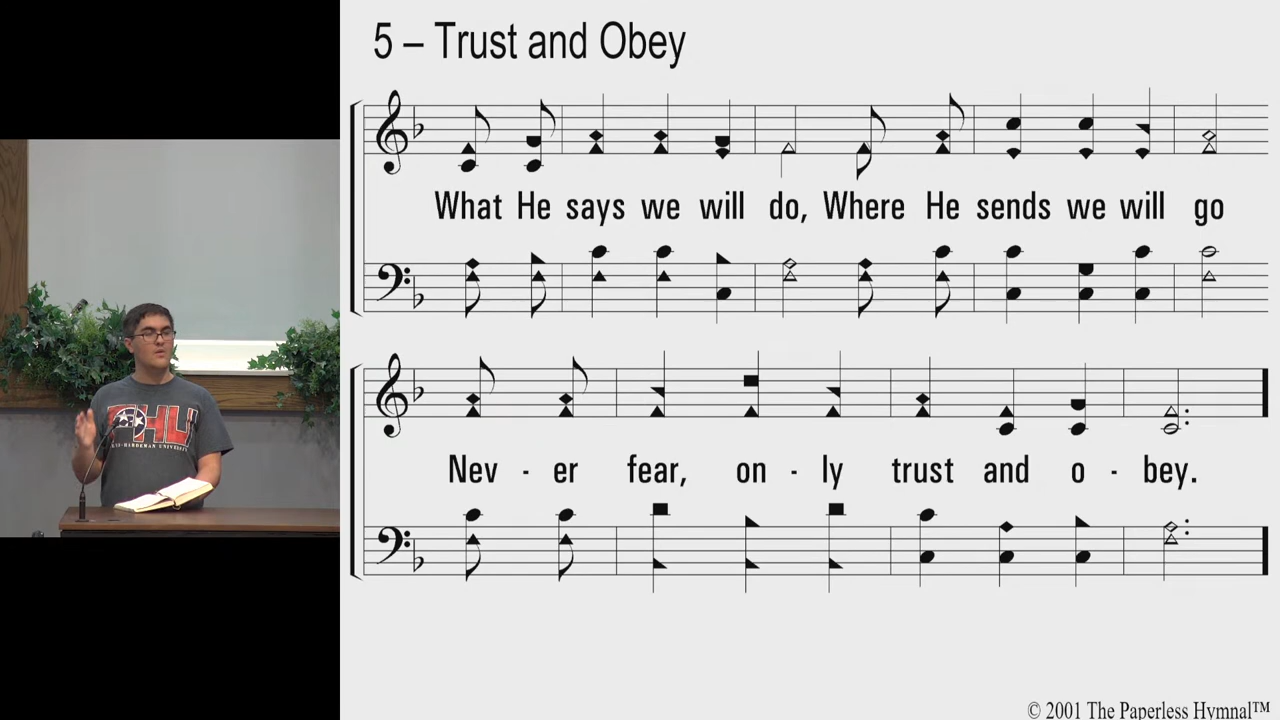 5 – Trust and Obey
What He says we will do, Where He sends we will go
Nev - er fear, on - ly trust and o - bey.
© 2001 The Paperless Hymnal™